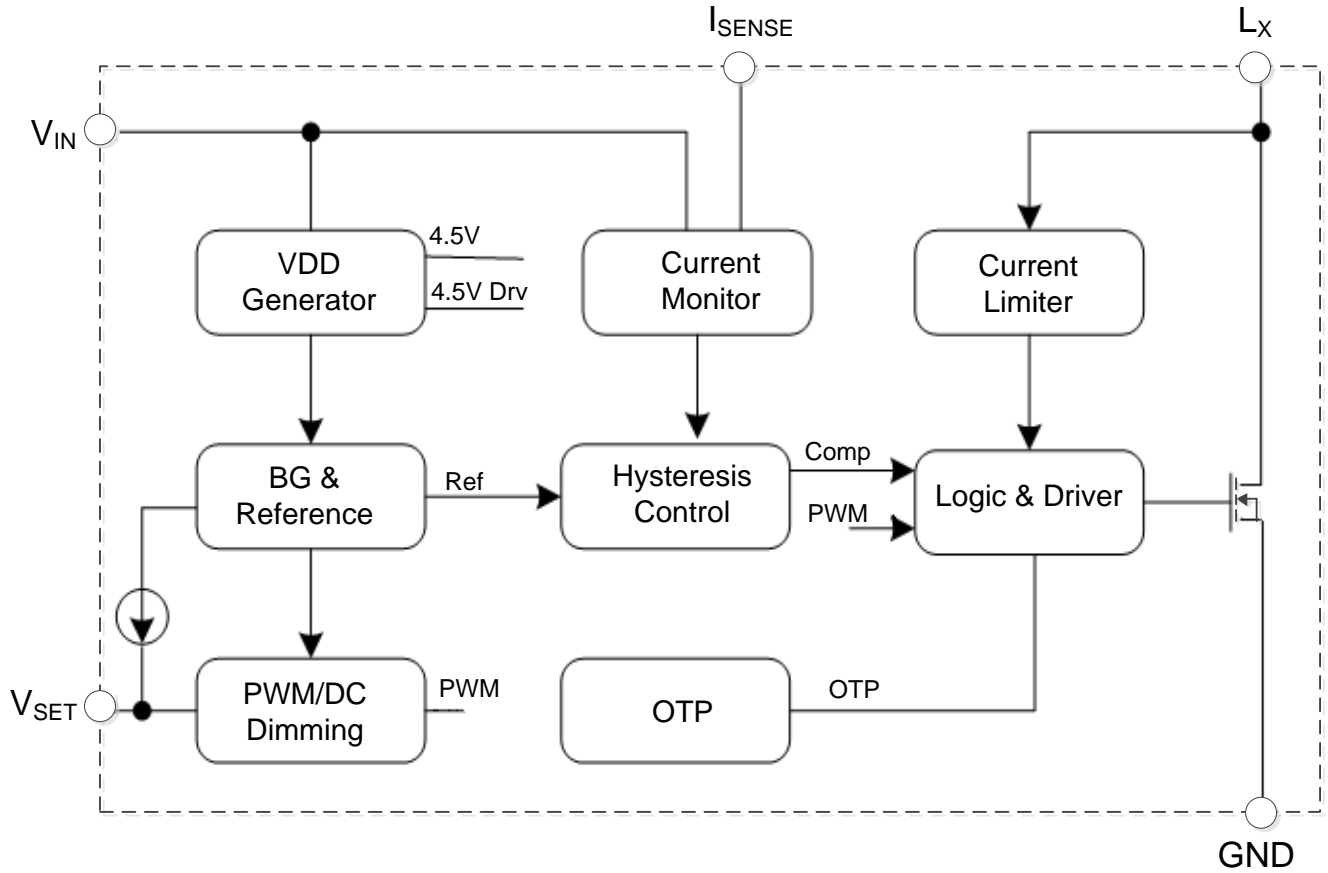 ISENSE
LX
VIN
4.5V
VDD
Generator
4.5V Drv
Current
Monitor
Current
Limiter
BG &
Reference
Ref
Hysteresis
Control
Comp
PWM
Logic & Driver
VSET
PWM/DC
Dimming
PWM
OTP
OTP
GND